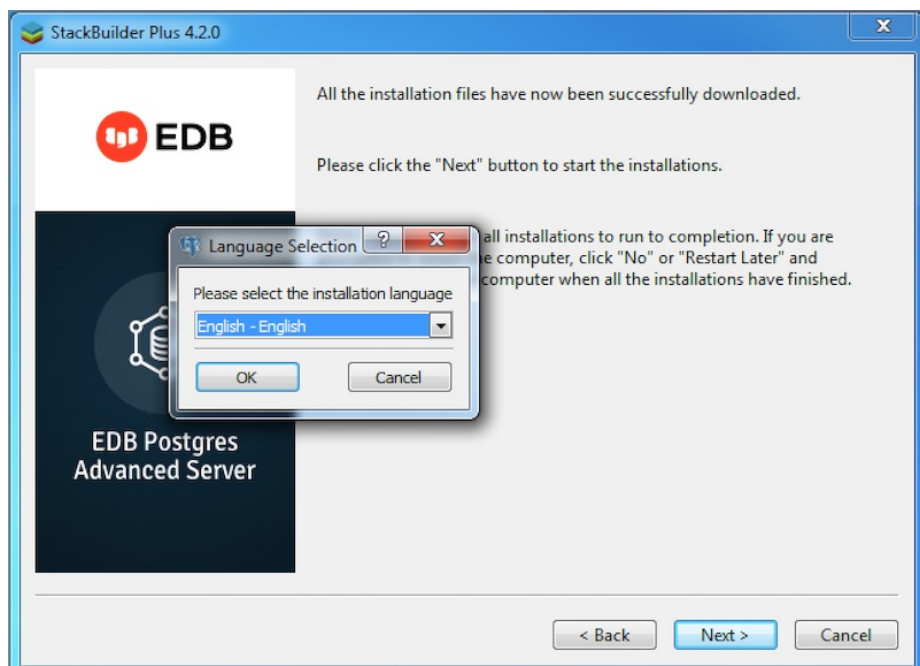 StackBuilder Plus 4.2.0
EDB
All the installation files have now been successfully downloaded.
Please click the "Next" button to start the installations.
all installations to run to completion. If you are
computer, click "No" or "Restart Later" and
computer when all the installations have finished.
Language Selection
Please select the installation language
English - English
OK
Cancel
EDB Postgres
Advanced Server
< Back
Next >
Cancel